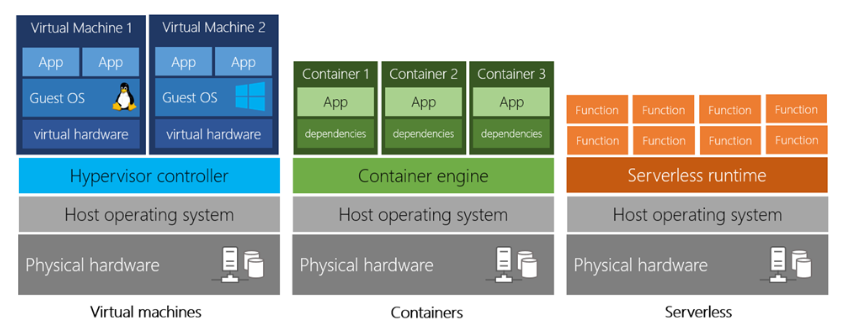 Virtual Machine 1
App App
Guest OS
virtual hardware
Virtual Machine 2
App App
Guest OS
virtual hardware
Hypervisor controller
Host operating system
Physical hardware
Virtual machines
Container 1
App
dependencies
Container 2
App
dependencies
Container 3
App
dependencies
Container engine
Host operating system
Physical hardware
Containers
Function Function Function Function
Function Function Function Function
Serverless runtime
Host operating system
Physical hardware
Serverless